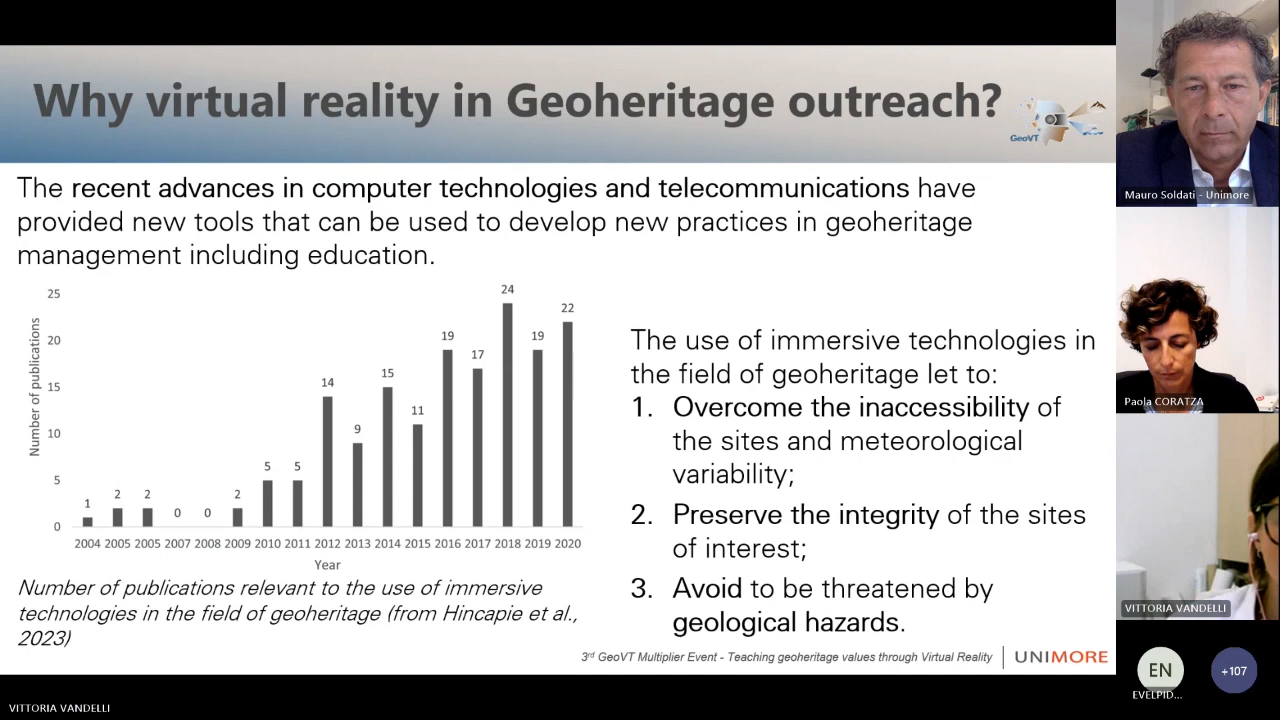 Why virtual reality in Geoheritage outreach?
GeoVT
The recent advances in computer technologies and telecommunications have
provided new tools that can be used to develop new practices in geoheritage
management including education.
Number of publications
25
20
15
10
5
0
1
2
2
0
0
2
5
5
14
9
15
11
19
17
24
19
22
2004 2005 2005 2007 2008 2009 2010 2011 2012 2013 2014 2015 2016 2017 2018 2019 2020
Year
Number of publications relevant to the use of immersive
technologies in the field of geoheritage (from Hincapie et al.,
2023)
The use of immersive technologies in
the field of geoheritage let to:
1. Overcome the inaccessibility of
the sites and meteorological
variability;
2. Preserve the integrity of the sites
of interest;
3. Avoid to be threatened by
geological hazards.
3rd GeoVT Multiplier Event - Teaching geoheritage values through Virtual Reality
UNIMORE
Mauro Soldati - Unimore
Paola CORATZA
VITTORIA VANDELLI
EN
EVELPID...
+107
VITTORIA VANDELLI